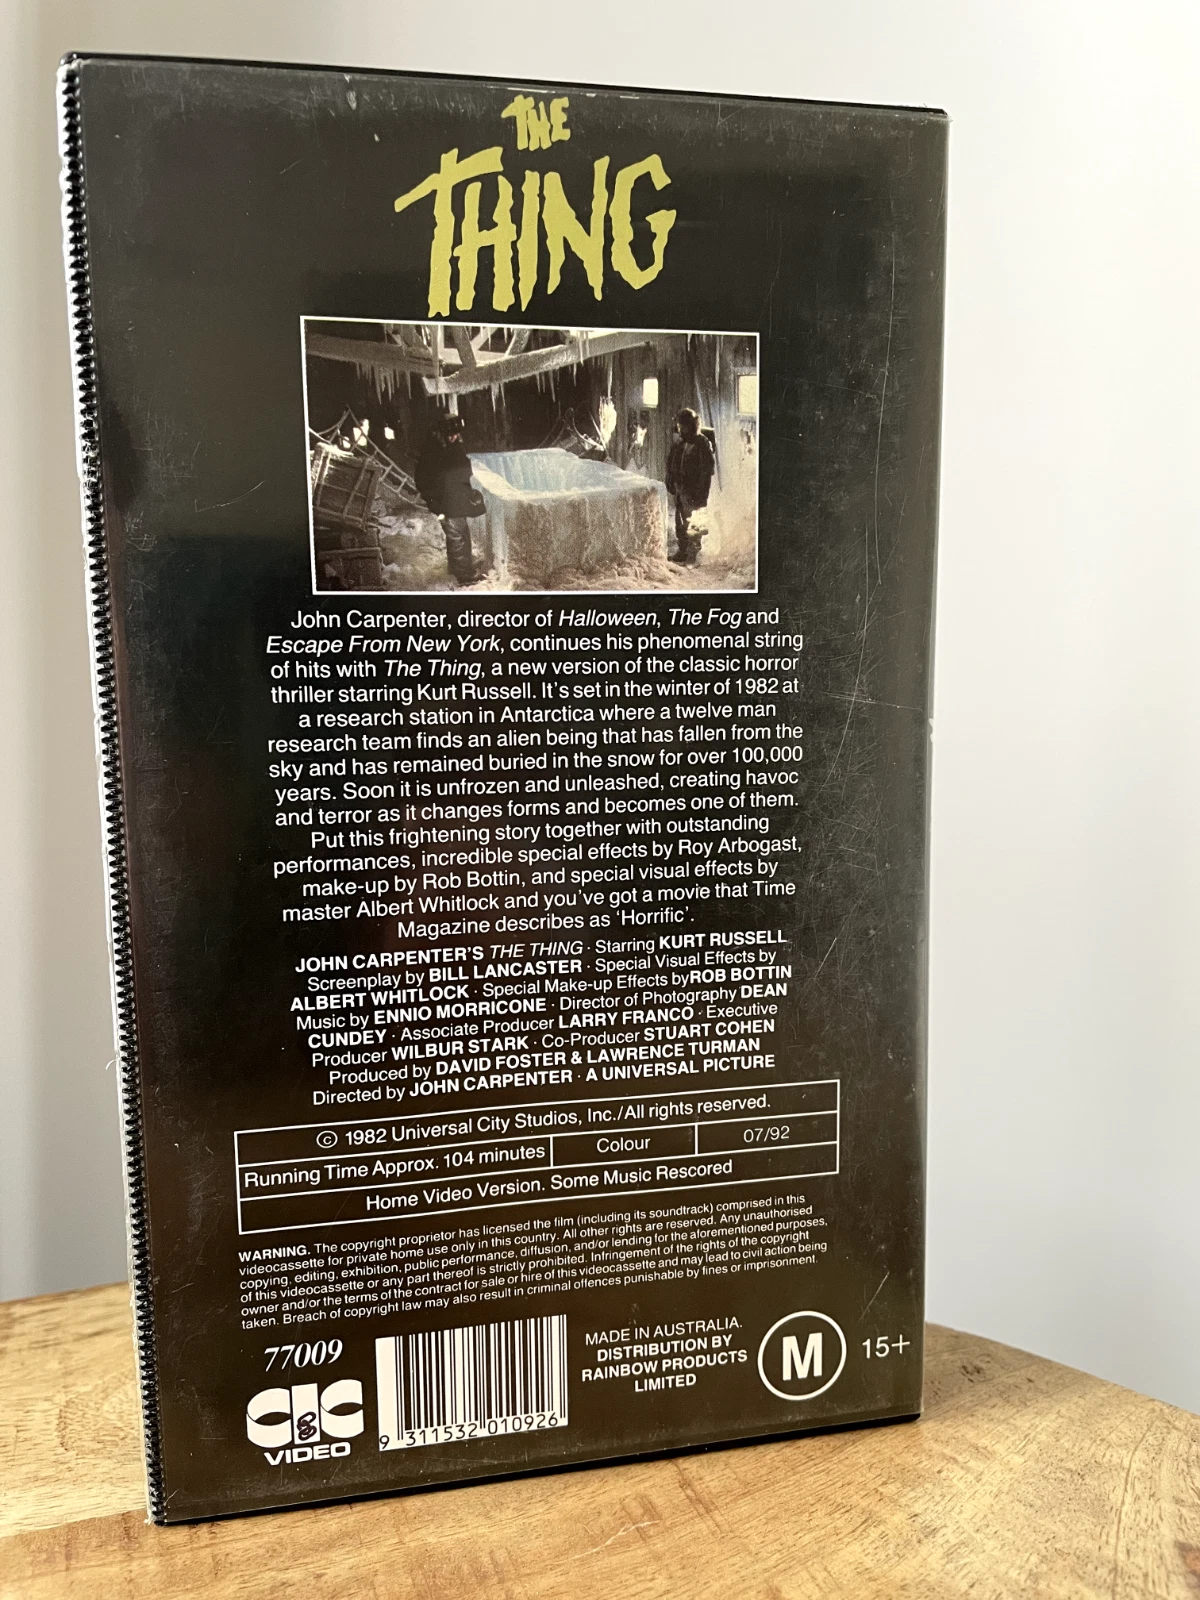 THE
THING
John Carpenter, director of Halloween, The Fog and
Escape From New York, continues his phenomenal string
of hits with The Thing, a new version of the classic horror
thriller starring Kurt Russell. It's set in the winter of 1982 at
a research station in Antarctica where a twelve man
research team finds an alien being that has fallen from the
sky and has remained buried in the snow for over 100,000
years. Soon it is unfrozen and unleashed, creating havoc
and terror as it changes forms and becomes one of them.
Put this frightening story together with outstanding
performances, incredible special effects by Roy Arbogast,
make-up by Rob Bottin, and special visual effects by
master Albert Whitlock and you've got a movie that Time
Magazine describes as 'Horrific'.
JOHN CARPENTER'S THE THING · Starring KURT RUSSELL
Screenplay by BILL LANCASTER · Special Visual Effects by
ALBERT WHITLOCK · Special Make-up Effects by ROB BOTTIN
Music by ENNIO MORRICONE · Director of Photography DEAN
CUNDEY · Associate Producer LARRY FRANCO · Executive
Producer WILBUR STARK · Co-Producer STUART COHEN
Produced by DAVID FOSTER & LAWRENCE TURMAN
Directed by JOHN CARPENTER · A UNIVERSAL PICTURE
© 1982 Universal City Studios, Inc./All rights reserved.
Running Time Approx. 104 minutes Colour 07/92
Home Video Version. Some Music Rescored
WARNING. The copyright proprietor has licensed the film (including its soundtrack) comprised in this
videocassette for private home use only in this country. All other rights are reserved. Any unauthorised
copying, editing, exhibition, public performance, diffusion, and/or lending for the aforementioned purposes,
of this videocassette or any part thereof is strictly prohibited. Infringement of the rights of the copyright
owner and/or the terms of the contract for sale or hire of this videocassette and may lead to civil action being
taken. Breach of copyright law may also result in criminal offences punishable by fines or imprisonment.
77009
CIC
VIDEO
9 311532 010926
MADE IN AUSTRALIA.
DISTRIBUTION BY
RAINBOW PRODUCTS
LIMITED
M 15+